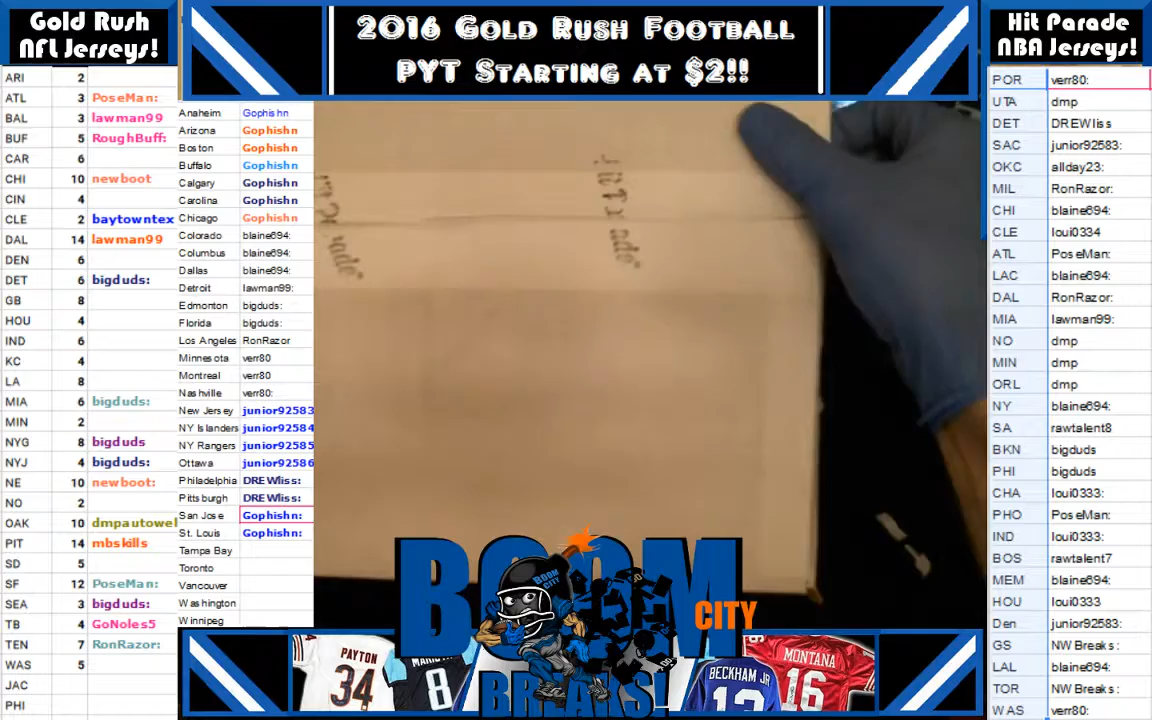 Gold Rush
NFL Jerseys!
2016 Gold Rush Football
PYT Starting at $2!!
Hit Parade
NBA Jerseys!
ARI 2
ATL 3 PoseMan:
BAL 3 lawman99
BUF 5 RoughBuff:
CAR 6
CHI 10 newboot
CIN 4
CLE 2 baytowntex
DAL 14 lawman99
DEN 6
DET 6 bigduds:
GB 8
HOU 4
IND 6
KC 4
LA 8
MIA 6 bigduds:
MIN 2
NYG 8 bigduds
NYJ 4 bigduds:
NE 10 newboot:
NO 2
OAK 10 dmpautowel
PIT 14 mbskills
SD 5
SF 12 PoseMan:
SEA 3 bigduds:
TB 4 GoNoles5
TEN 7 RonRazor:
WAS 5
JAC
PHI
Anaheim Gophishn
Arizona Gophishn
Boston Gophishn
Buffalo Gophishn
Calgary Gophishn
Carolina Gophishn
Chicago Gophishn
Colorado blaine694:
Columbus blaine694:
Dallas blaine694:
Detroit lawman99:
Edmonton bigduds:
Florida bigduds:
Los Angeles RonRazor
Minnesota verr80
Montreal verr80
Nashville verr80:
New Jersey junior92583
NY Islanders junior92584
NY Rangers junior92585
Ottawa junior92586
Philadelphia DREWliss:
Pittsburgh DREWliss:
San Jose Gophishn:
St. Louis Gophishn:
Tampa Bay
Toronto
Vancouver
Washington
Winnipeg
POR verr80:
UTA dmp
DET DREWliss
SAC junior92583:
OKC allday23:
MIL RonRazor:
CHI blaine694:
CLE loui0334
ATL PoseMan:
LAC blaine694:
DAL RonRazor:
MIA lawman99:
NO dmp
MIN dmp
ORL dmp
NY blaine694:
SA rawtalent8
BKN bigduds
PHI bigduds
CHA loui0333:
PHO PoseMan:
IND loui0333:
BOS rawtalent7
MEM blaine694:
HOU loui0333
Den junior92583:
GS NW Breaks:
LAL blaine694:
TOR NW Breaks:
WAS verr80:
BOOM
CITY
BREAKS!
BOOM
CITY
PAYTON
34
8
BECKHAM JR
13
MONTANA
16